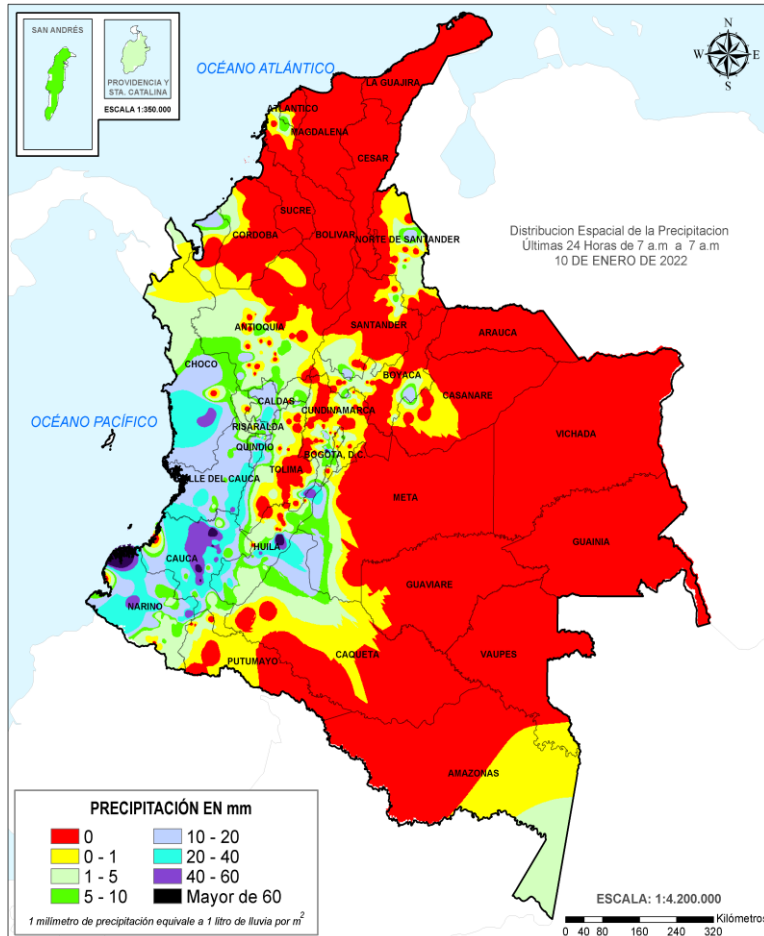 SAN ANDRÉS
PROVIDENCIA Y
STA. CATALINA
ESCALA 1:350.000
OCÉANO ATLÁNTICO
N
W
E
S
LA GUAJIRA
ATLANTICO
MAGDALENA
CESAR
SUCRE
CORDOBA
BOLIVAR
NORTE DE SANTANDER
Distribucion Espacial de la Precipitacion
Últimas 24 Horas de 7 a.m a 7 a.m
10 DE ENERO DE 2022
ANTIOQUIA
SANTANDER
ARAUCA
CHOCO
BOYACA
CASANARE
CALDAS
CUNDINAMARCA
OCÉANO PACÍFICO
RISARALDA
VICHADA
QUINDIO
BOGOTA, D.C.
TOLIMA
VALLE DEL CAUCA
META
GUAINIA
HUILA
CAUCA
GUAVIARE
NARINO
CAQUETA
VAUPES
PUTUMAYO
AMAZONAS
PRECIPITACIÓN EN mm
0
10 - 20
0 - 1
20 - 40
1 - 5
40 - 60
5 - 10
Mayor de 60
1 milímetro de precipitación equivale a 1 litro de lluvia por m2
ESCALA: 1:4.200.000
Kilómetros
0 40 80 160 240 320